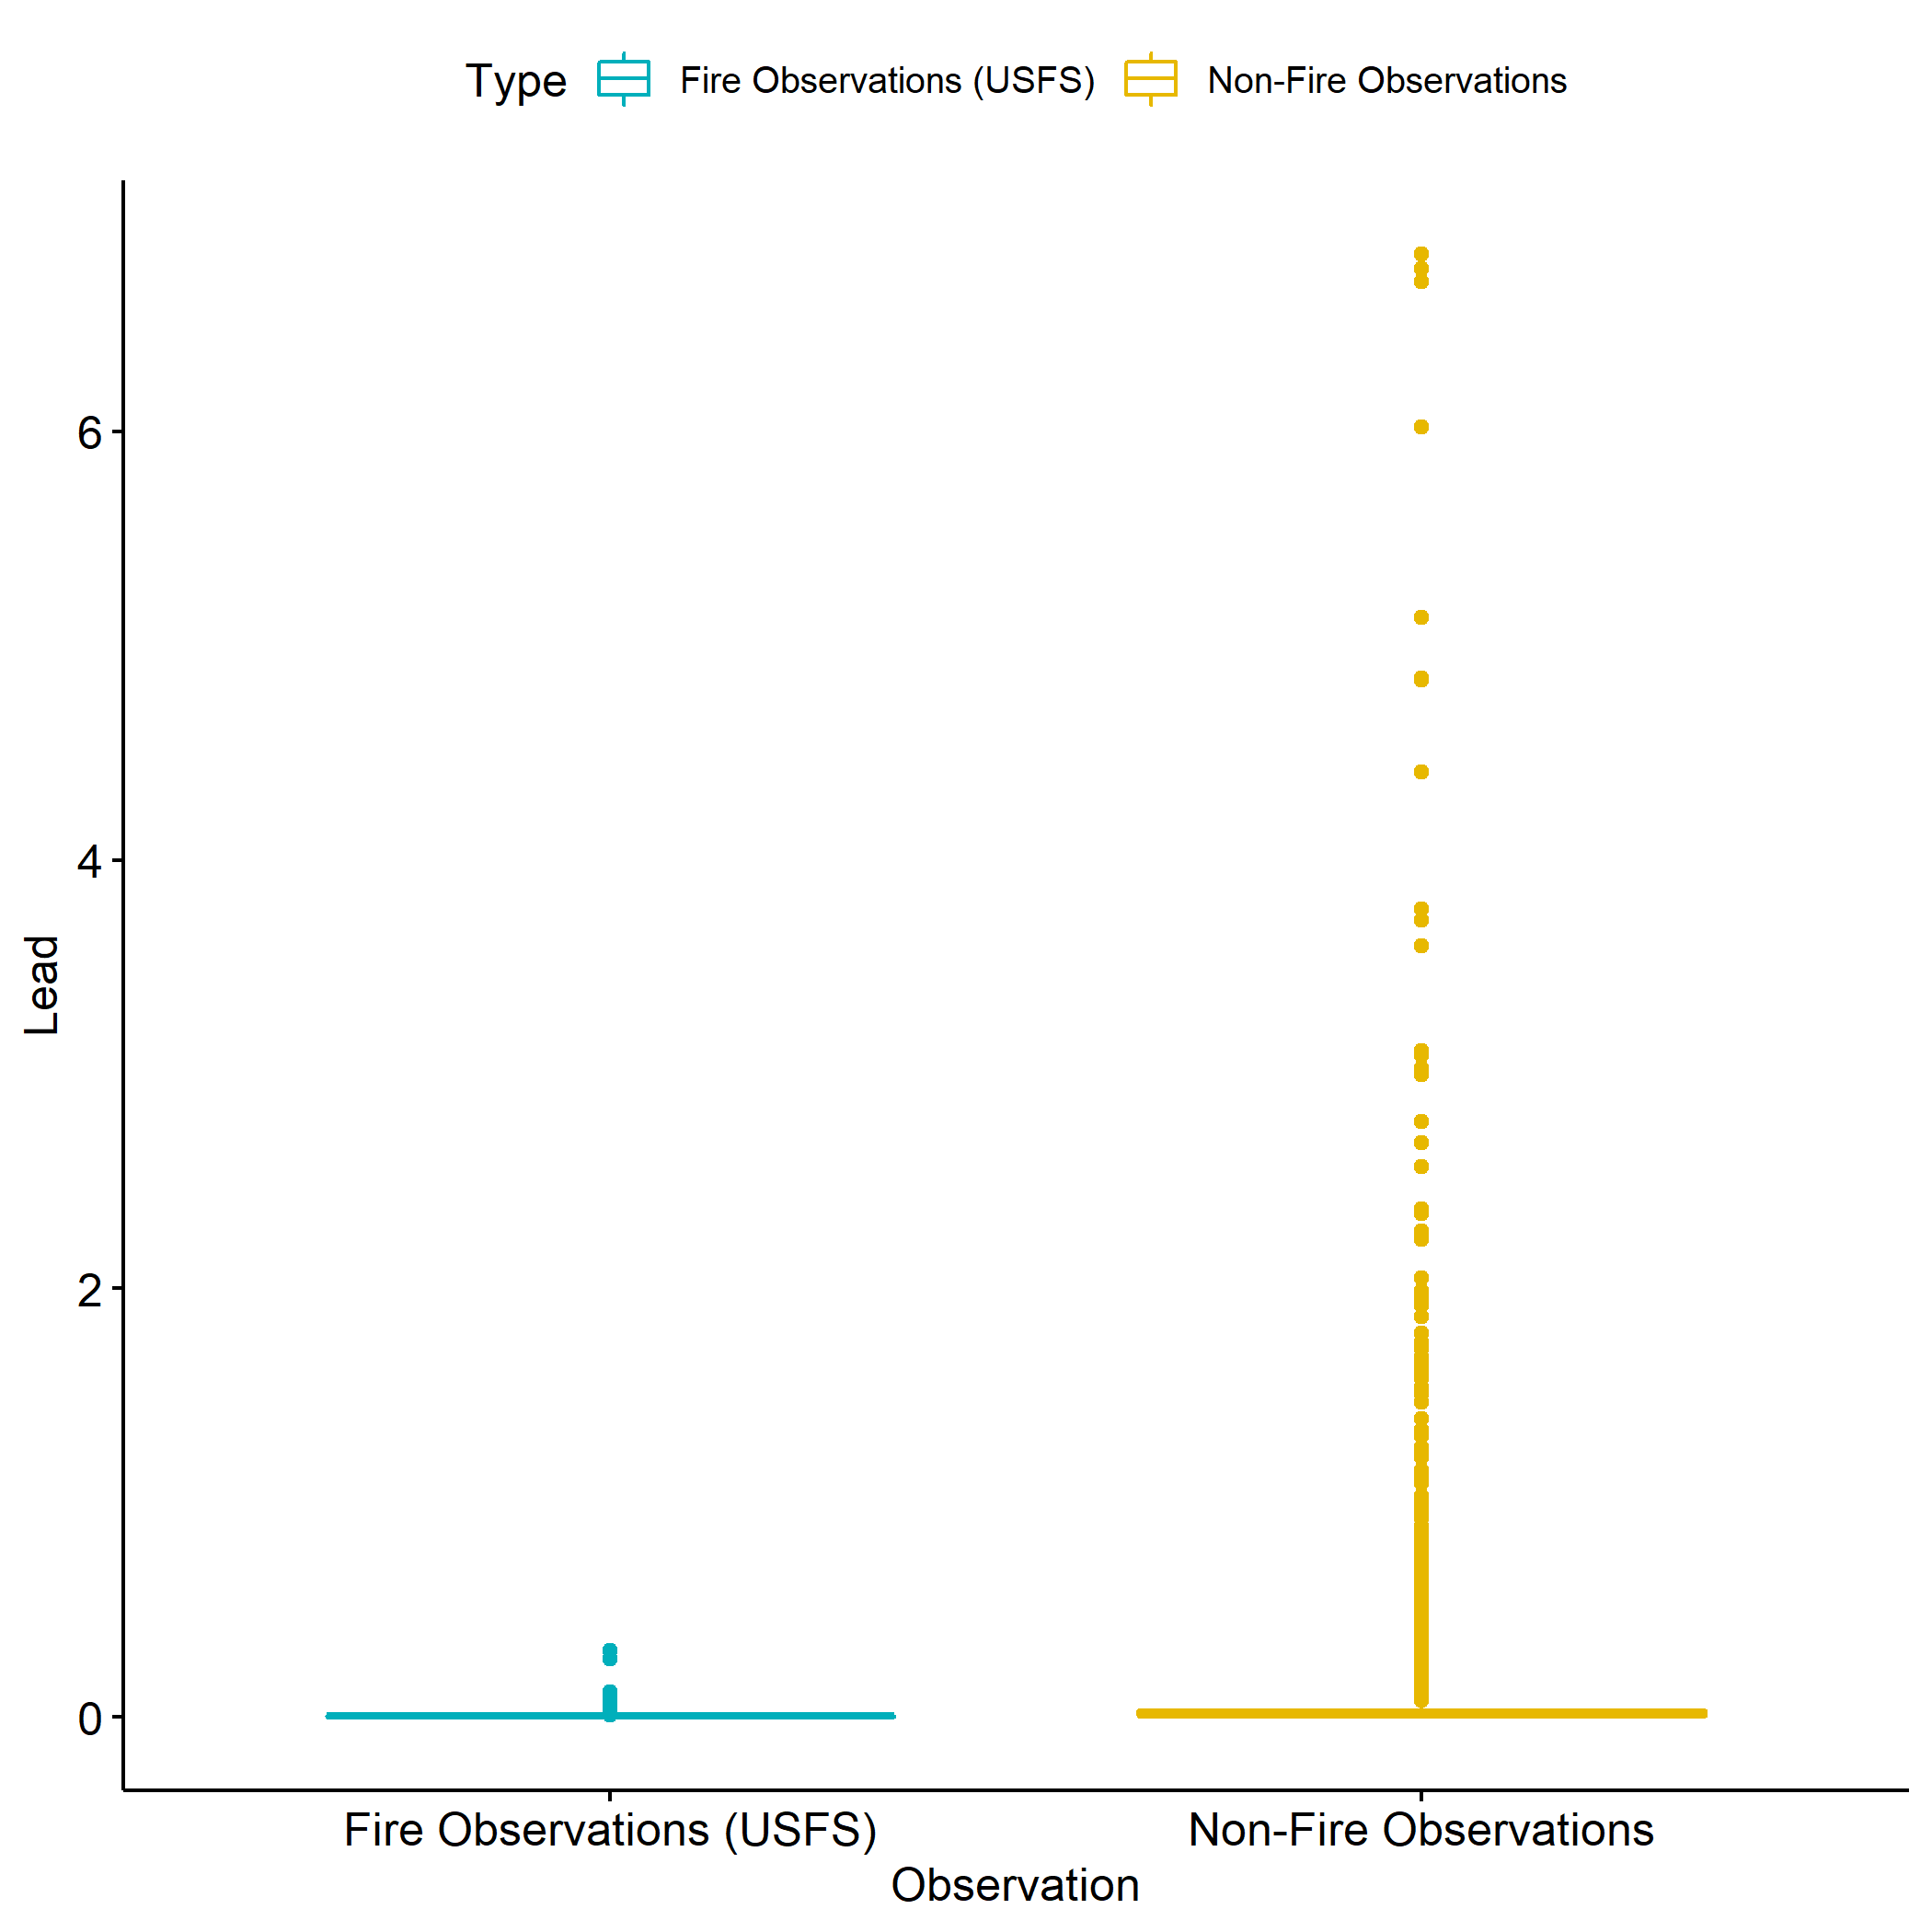 Type Fire Observations (USFS) Non-Fire Observations
6
4
2
0
Lead
Fire Observations (USFS) Non-Fire Observations
Observation